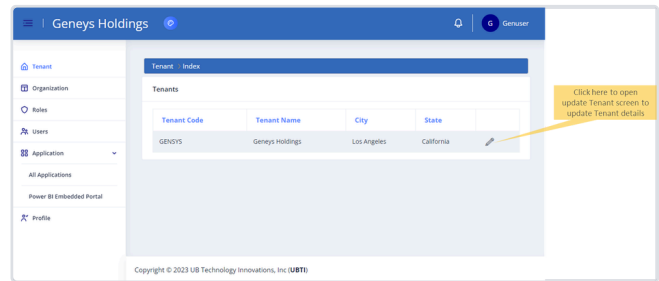 Geneys Holdings
G Genuser
Tenant
Organization
Roles
Users
Application
All Applications
Power BI Embedded Portal
Profile
Tenant > Index
Tenants
Tenant Code Tenant Name City State
GENSYS Geneys Holdings Los Angeles California
Click here to open
update Tenant screen to
update Tenant details
Copyright © 2023 UB Technology Innovations, Inc (UBTI)